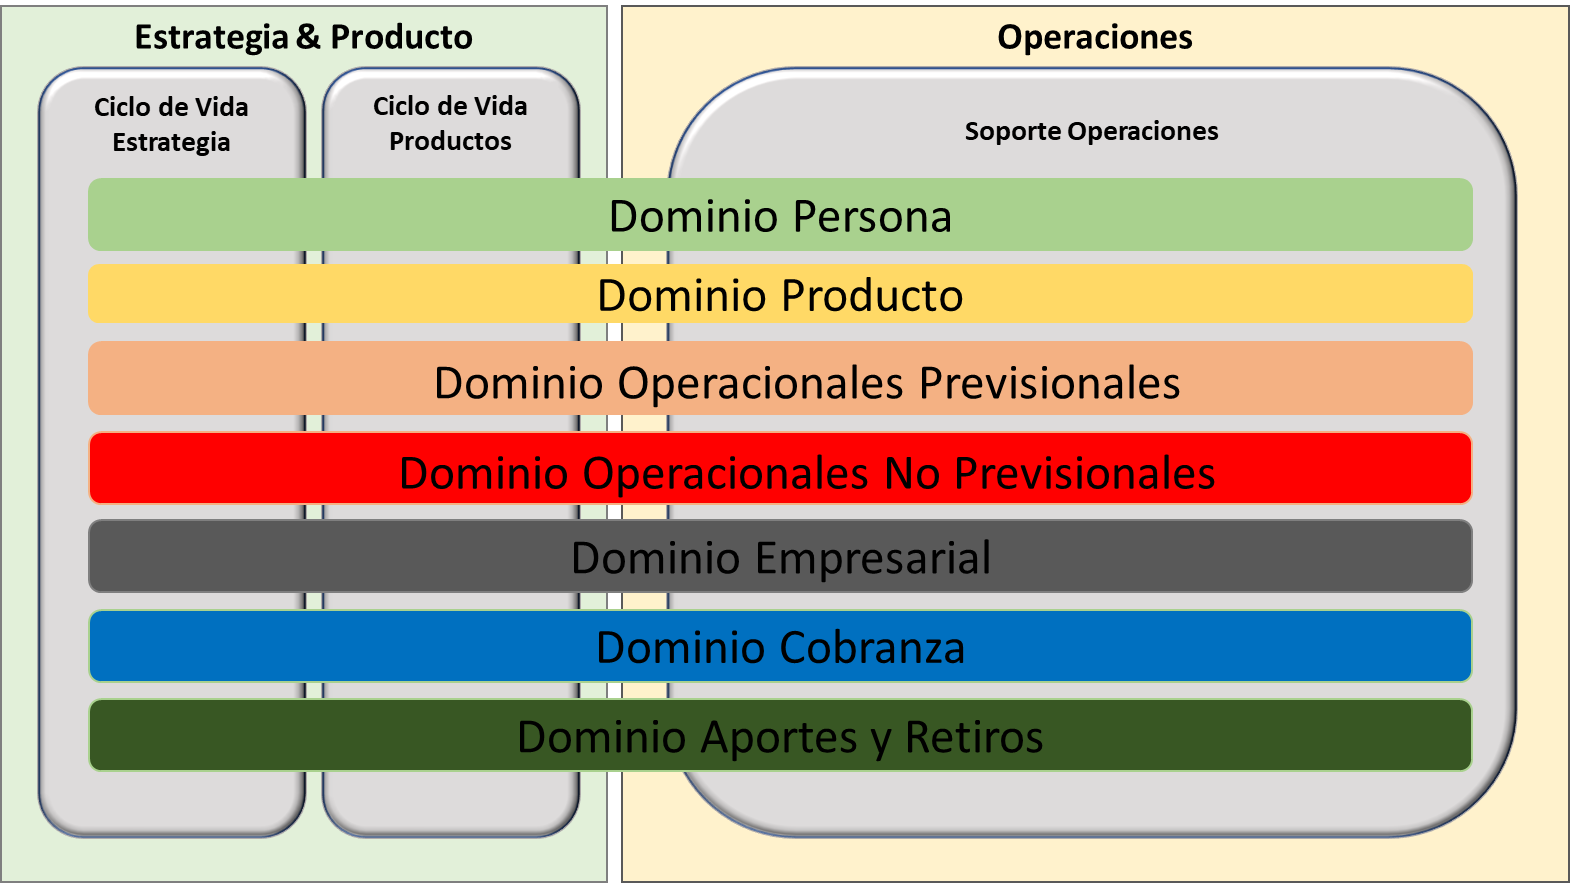 Estrategia & Producto
Operaciones
Ciclo de Vida
Estrategia
Ciclo de Vida
Productos
Soporte Operaciones
Dominio Persona
Dominio Producto
Dominio Operacionales Previsionales
Dominio Operacionales No Previsionales
Dominio Empresarial
Dominio Cobranza
Dominio Aportes y Retiros